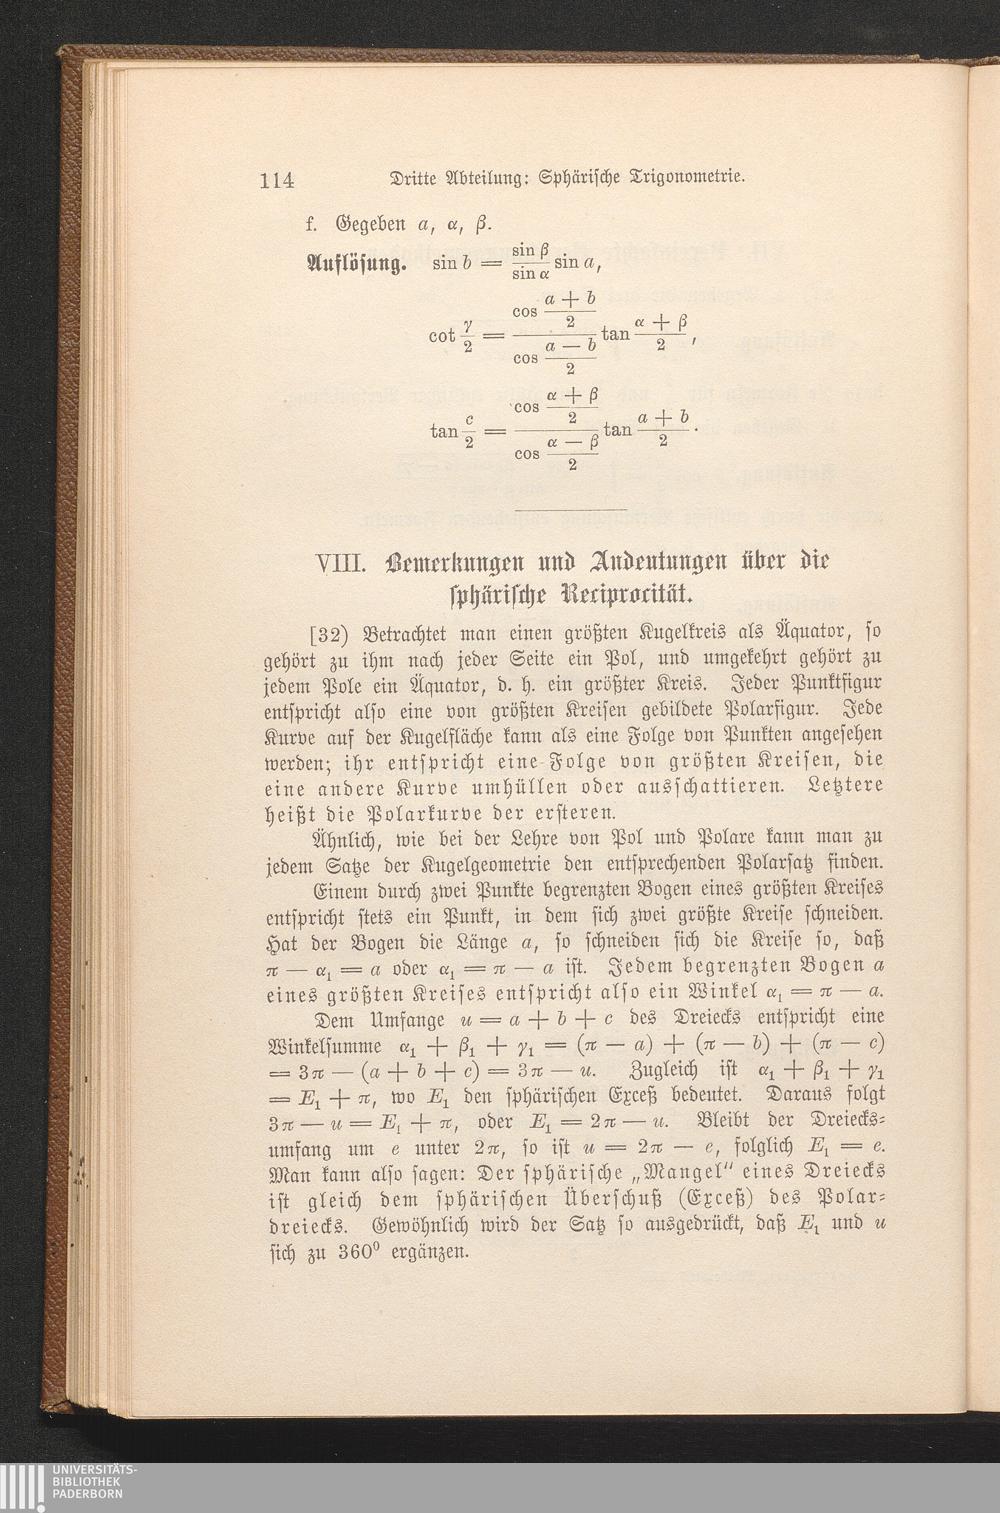 114 Dritte Abteilung: Sphärische Trigonometrie.
f. Gegeben a, α, β.
Auflösung. sin b = sin β / sin α sin a,
cot γ/2 = cos (a + b)/2 / cos (a — b)/2 tan (α + β)/2,
tan c/2 = cos (α + β)/2 / cos (α — β)/2 tan (a + b)/2.
VIII. Bemerkungen und Andeutungen über die
sphärische Reciprocität.
[32) Betrachtet man einen größten Kugelkreis als Äquator, so
gehört zu ihm nach jeder Seite ein Pol, und umgekehrt gehört zu
jedem Pole ein Äquator, d. h. ein größter Kreis. Jeder Punktfigur
entspricht also eine von größten Kreisen gebildete Polarfigur. Jede
Kurve auf der Kugelfläche kann als eine Folge von Punkten angesehen
werden; ihr entspricht eine Folge von größten Kreisen, die
eine andere Kurve umhüllen oder ausschattieren. Letztere
heißt die Polarkurve der ersteren.
Ähnlich, wie bei der Lehre von Pol und Polare kann man zu
jedem Satze der Kugelgeometrie den entsprechenden Polarsatz finden.
Einem durch zwei Punkte begrenzten Bogen eines größten Kreises
entspricht stets ein Punkt, in dem sich zwei größte Kreise schneiden.
Hat der Bogen die Länge a, so schneiden sich die Kreise so, daß
π — α₁ = a oder α₁ = π — a ist. Jedem begrenzten Bogen a
eines größten Kreises entspricht also ein Winkel α₁ = π — a.
Dem Umfange u = a + b + c des Dreiecks entspricht eine
Winkelsumme α₁ + β₁ + γ₁ = (π — a) + (π — b) + (π — c)
= 3π — (a + b + c) = 3π — u. Zugleich ist α₁ + β₁ + γ₁
= E₁ + π, wo E₁ den sphärischen Exceß bedeutet. Daraus folgt
3π — u = E₁ + π, oder E₁ = 2π — u. Bleibt der Dreiecks-
umfang um e unter 2π, so ist u = 2π — e, folglich E₁ = e.
Man kann also sagen: Der sphärische „Mangel“ eines Dreiecks
ist gleich dem sphärischen Überschuß (Exceß) des Polar-
dreiecks. Gewöhnlich wird der Satz so ausgedrückt, daß E₁ und u
sich zu 360⁰ ergänzen.
UNIVERSITÄTS-
BIBLIOTHEK
PADERBORN